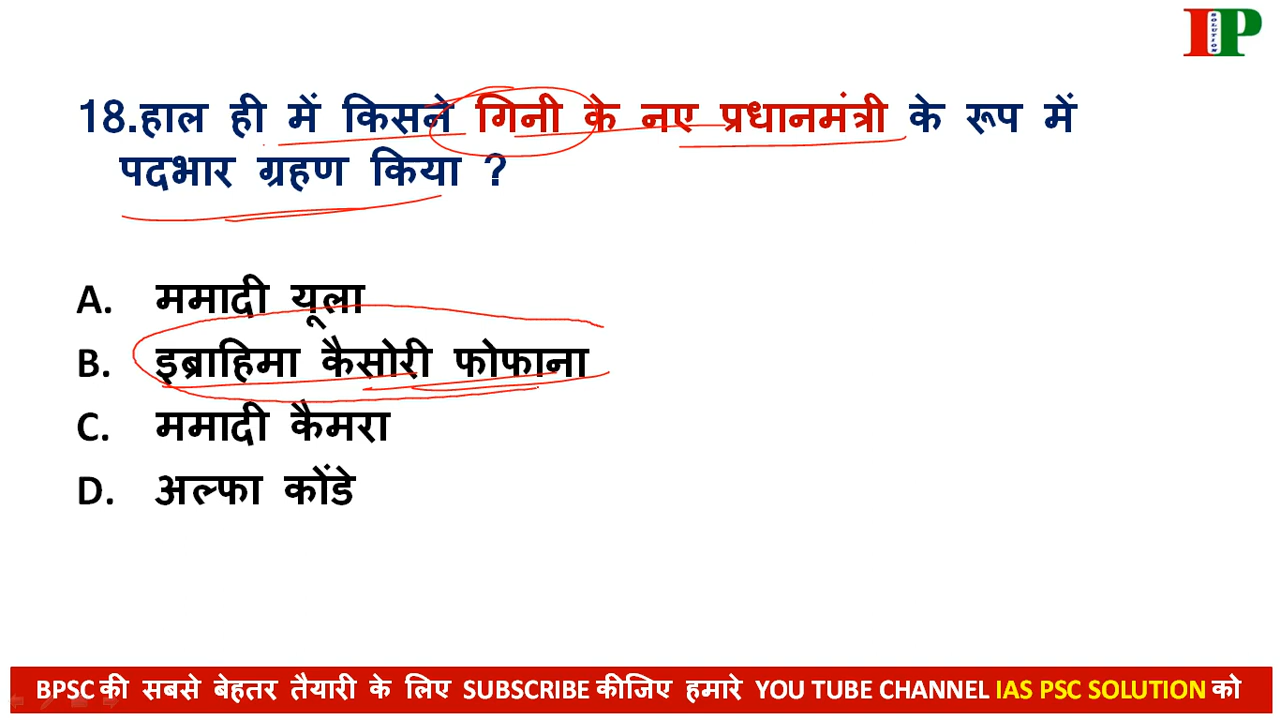 IP
SOLUTION
18.हाल ही में किसने गिनी के नए प्रधानमंत्री के रूप में
पदभार ग्रहण किया ?
A. ममादी यूला
B. इब्राहिमा कैसोरी फोफाना
C. ममादी कैमरा
D. अल्फा कोंडे
BPSC की सबसे बेहतर तैयारी के लिए SUBSCRIBE कीजिए हमारे YOU TUBE CHANNEL IAS PSC SOLUTION को